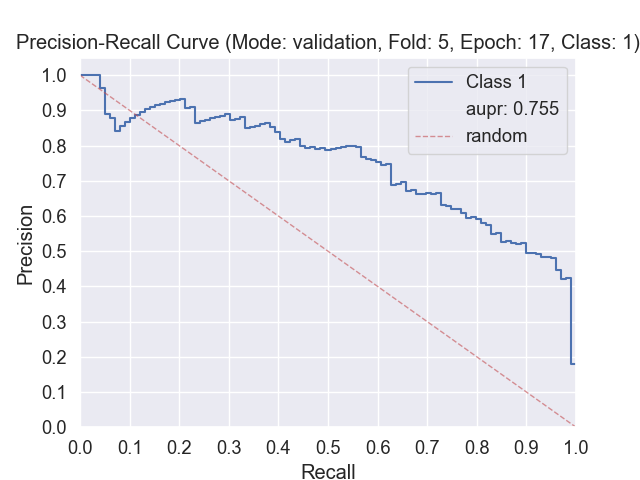 Precision-Recall Curve (Mode: validation, Fold: 5, Epoch: 17, Class: 1)
1.0
0.9
0.8
0.7
0.6
0.5
0.4
0.3
0.2
0.1
0.0
Precision
Class 1
aupr: 0.755
random
0.0 0.1 0.2 0.3 0.4 0.5 0.6 0.7 0.8 0.9 1.0
Recall